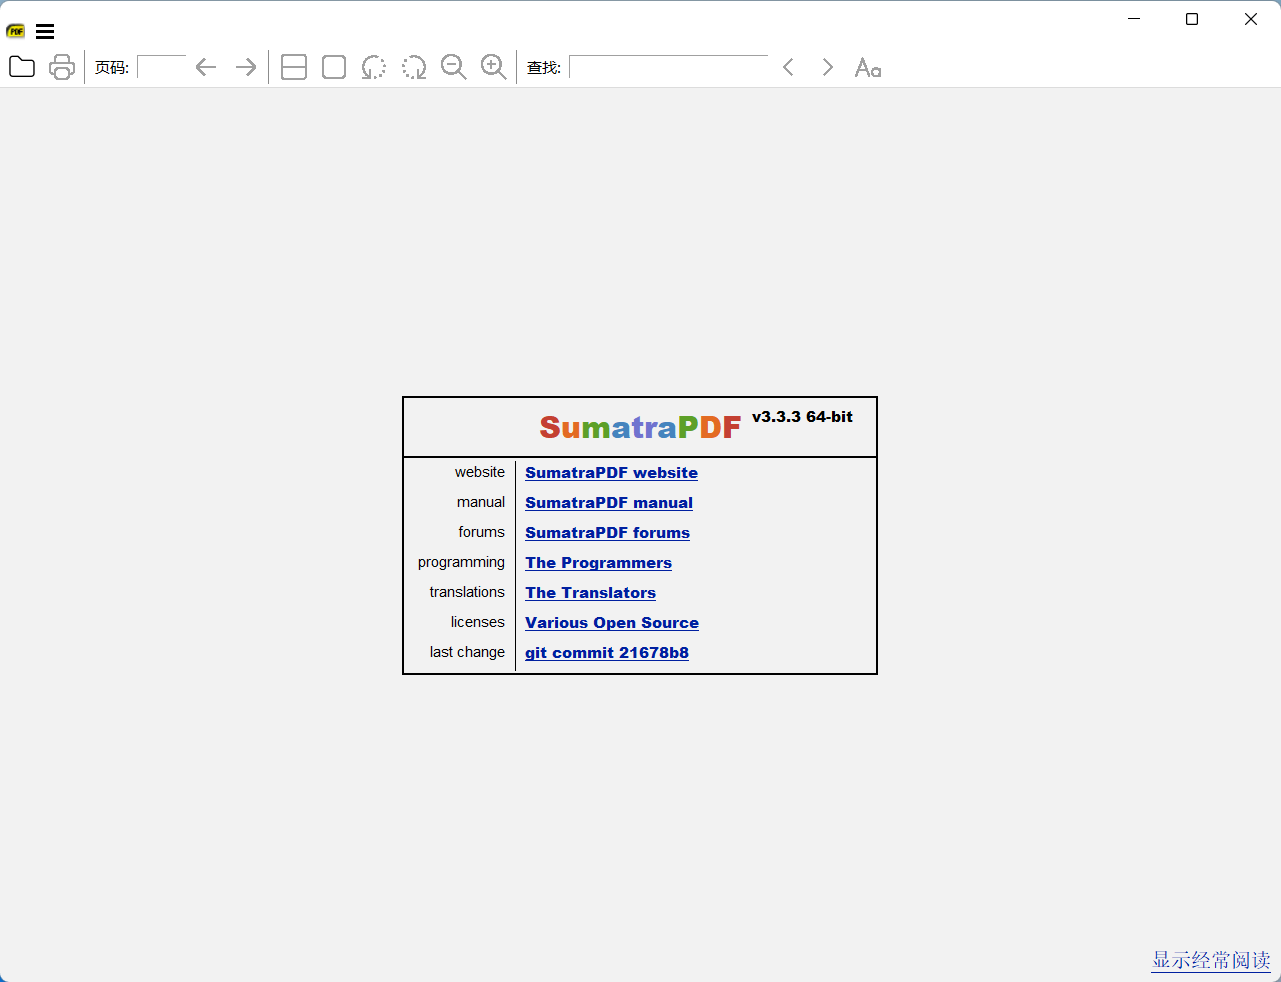 PDF
页码:
查找:
Aa
SumatraPDF v3.3.3 64-bit
website SumatraPDF website
manual SumatraPDF manual
forums SumatraPDF forums
programming The Programmers
translations The Translators
licenses Various Open Source
last change git commit 21678b8
显示经常阅读